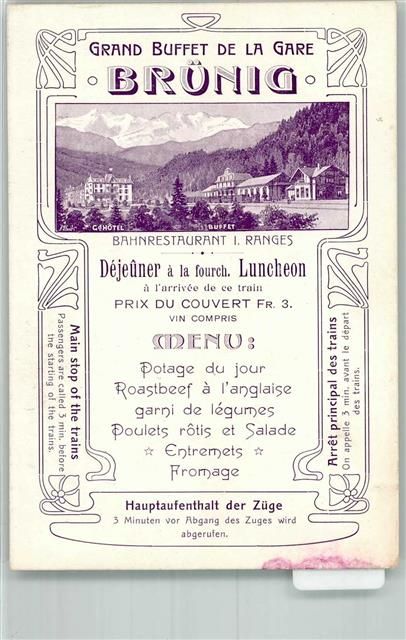 GRAND BUFFET DE LA GARE
BRÜNIG
GD HÔTEL
BUFFET
BAHNRESTAURANT I. RANGES
Déjeûner à la fourch. Luncheon
à l'arrivée de ce train
PRIX DU COUVERT FR. 3.
VIN COMPRIS
MENU:
Potage du jour
Roastbeef à l'anglaise
garni de légumes
Poulets rôtis et Salade
☆ Entremets ☆
Fromage
Main stop of the trains
Passengers are called 3 min. before
the starting of the trains.
Arrêt principal des trains
On appelle 3 min. avant le départ
des trains.
Hauptaufenthalt der Züge
3 Minuten vor Abgang des Zuges wird
abgerufen.